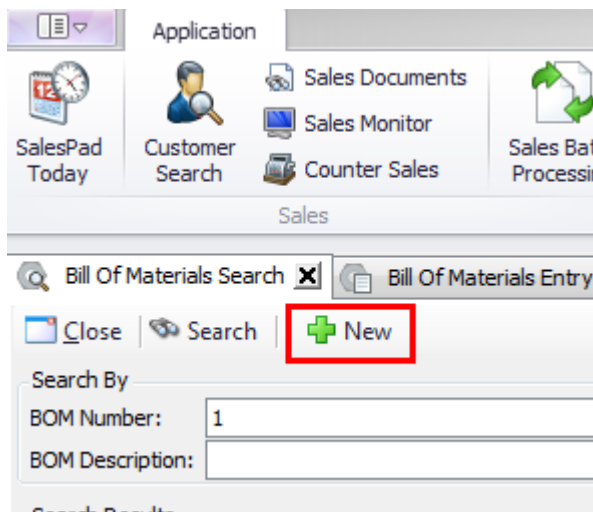 Application
SalesPad Today
Customer Search
Sales Documents
Sales Monitor
Counter Sales
Sales
Bill Of Materials Search
Bill Of Materials Entry
Close Search New
Search By
BOM Number: 1
BOM Description: